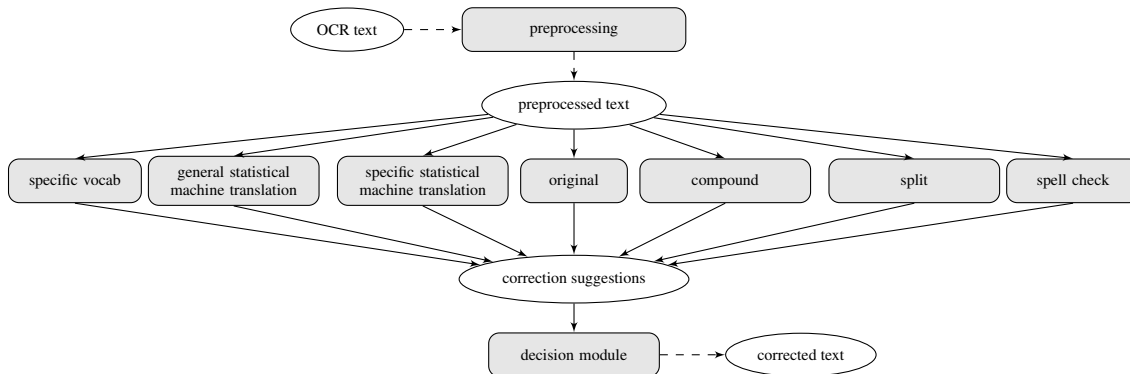 OCR text
preprocessing
preprocessed text
specific vocab
general statistical
machine translation
specific statistical
machine translation
original
compound
split
spell check
correction suggestions
decision module
corrected text